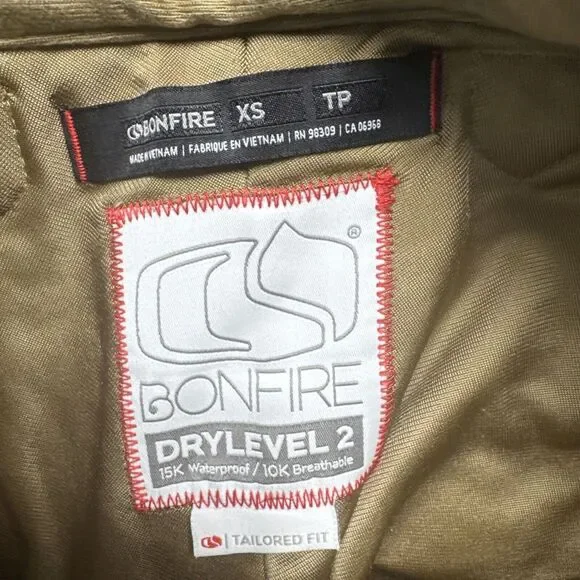 BONFIRE XS TP
MADE IN VIETNAM | FABRIQUE EN VIETNAM | RN 98309 | CA 06968
®
BONFIRE
DRYLEVEL 2
15K Waterproof / 10K Breathable
| TAILORED FIT